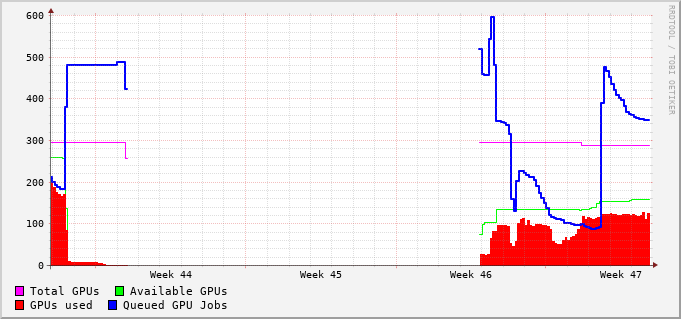 RRDTOOL / TOBI OETIKER
600
500
400
300
200
100
0
Week 44 Week 45 Week 46 Week 47
Total GPUs Available GPUs
GPUs used Queued GPU Jobs